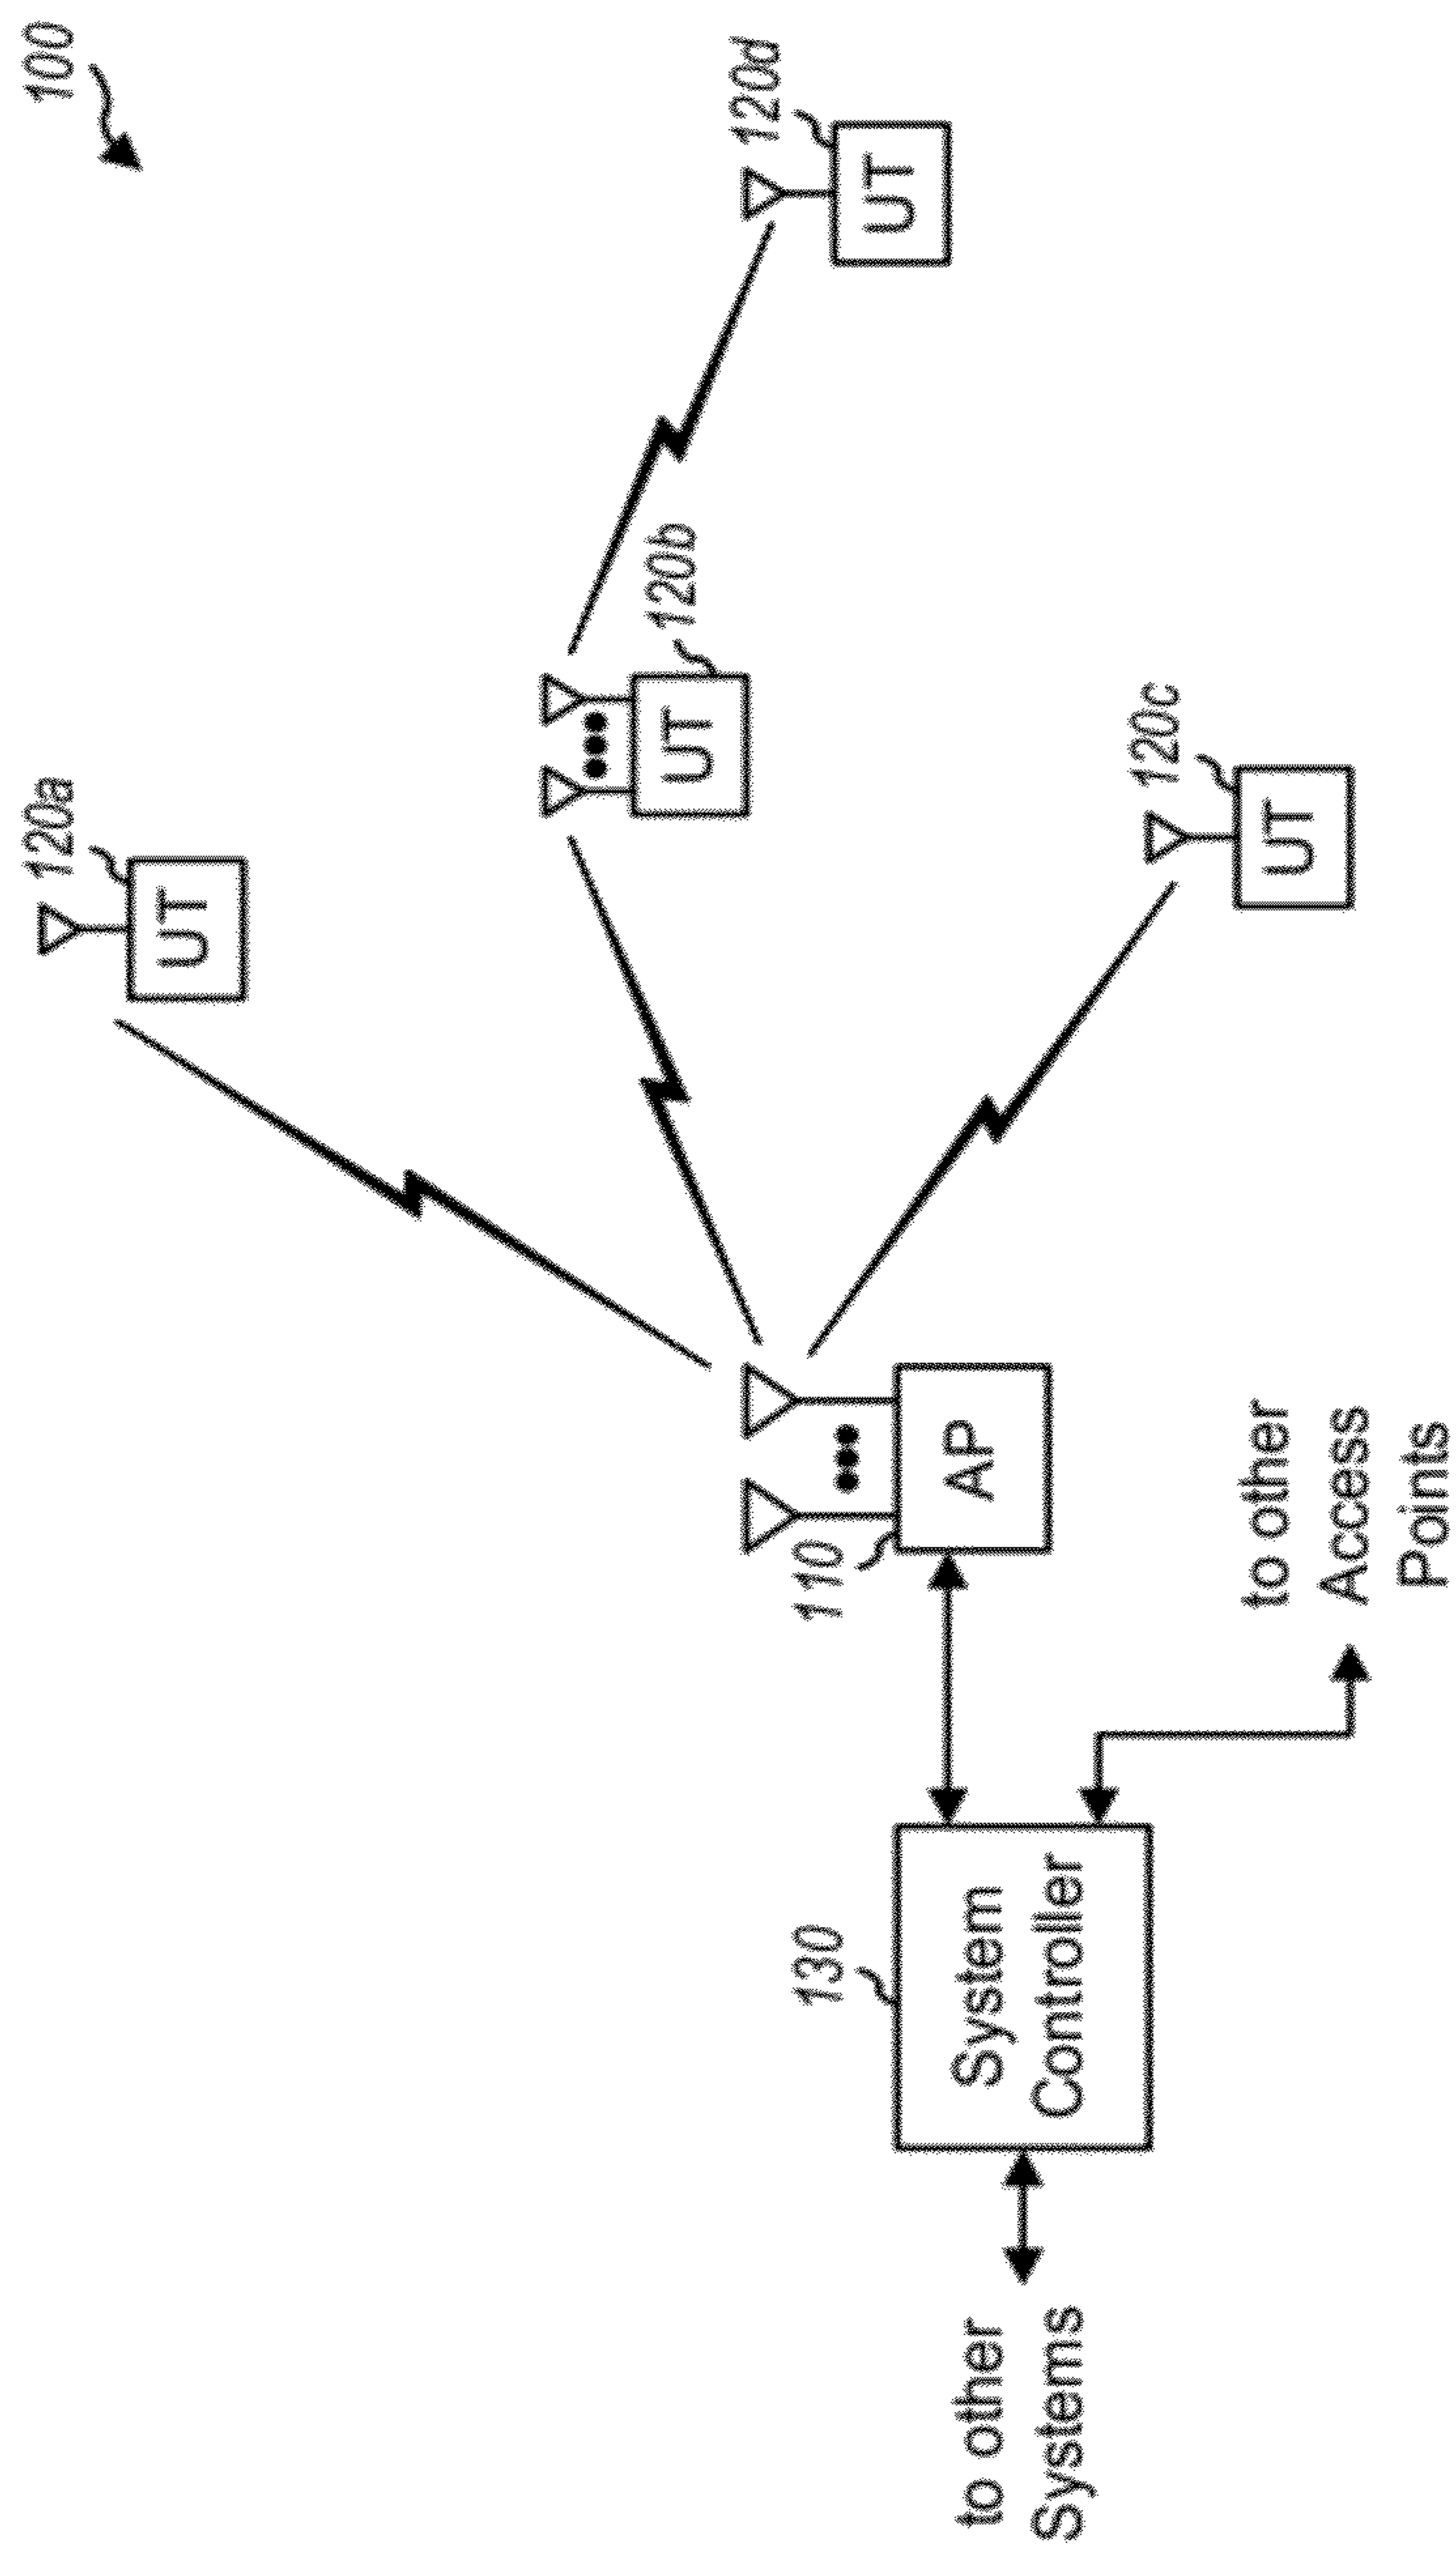 100
120a
UT
120b
UT
120d
UT
110
AP
120c
UT
130
System
Controller
to other
Systems
to other
Access
Points